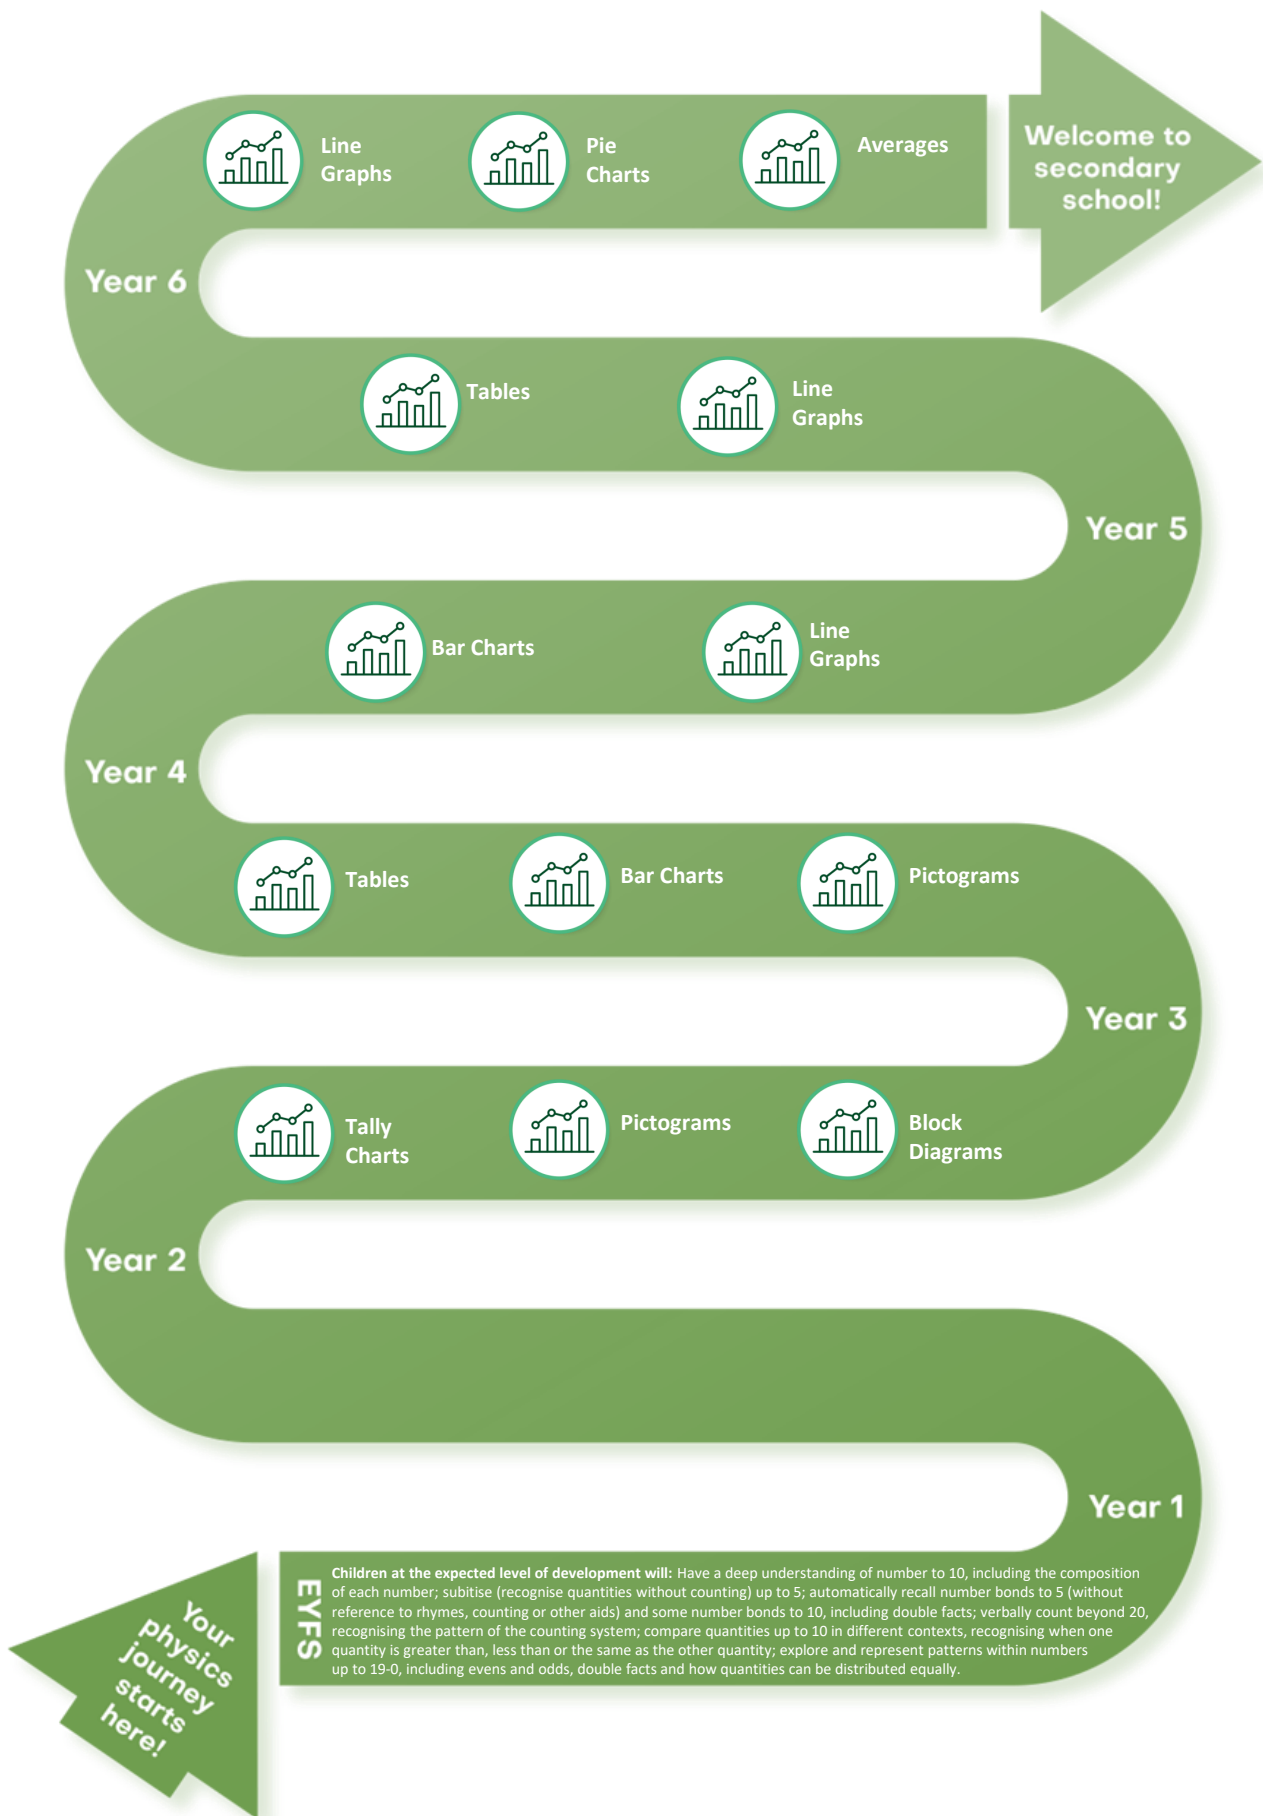 Line
Graphs
Pie
Charts
Averages
Welcome to
secondary
school!
Year 6
Tables
Line
Graphs
Year 5
Bar Charts
Line
Graphs
Year 4
Tables
Bar Charts
Pictograms
Year 3
Tally
Charts
Pictograms
Block
Diagrams
Year 2
Year 1
EYFS
Children at the expected level of development will: Have a deep understanding of number to 10, including the composition
of each number; subitise (recognise quantities without counting) up to 5; automatically recall number bonds to 5 (without
reference to rhymes, counting or other aids) and some number bonds to 10, including double facts; verbally count beyond 20,
recognising the pattern of the counting system; compare quantities up to 10 in different contexts, recognising when one
quantity is greater than, less than or the same as the other quantity; explore and represent patterns within numbers
up to 19-0, including evens and odds, double facts and how quantities can be distributed equally.
Your
physics
journey
starts
here!